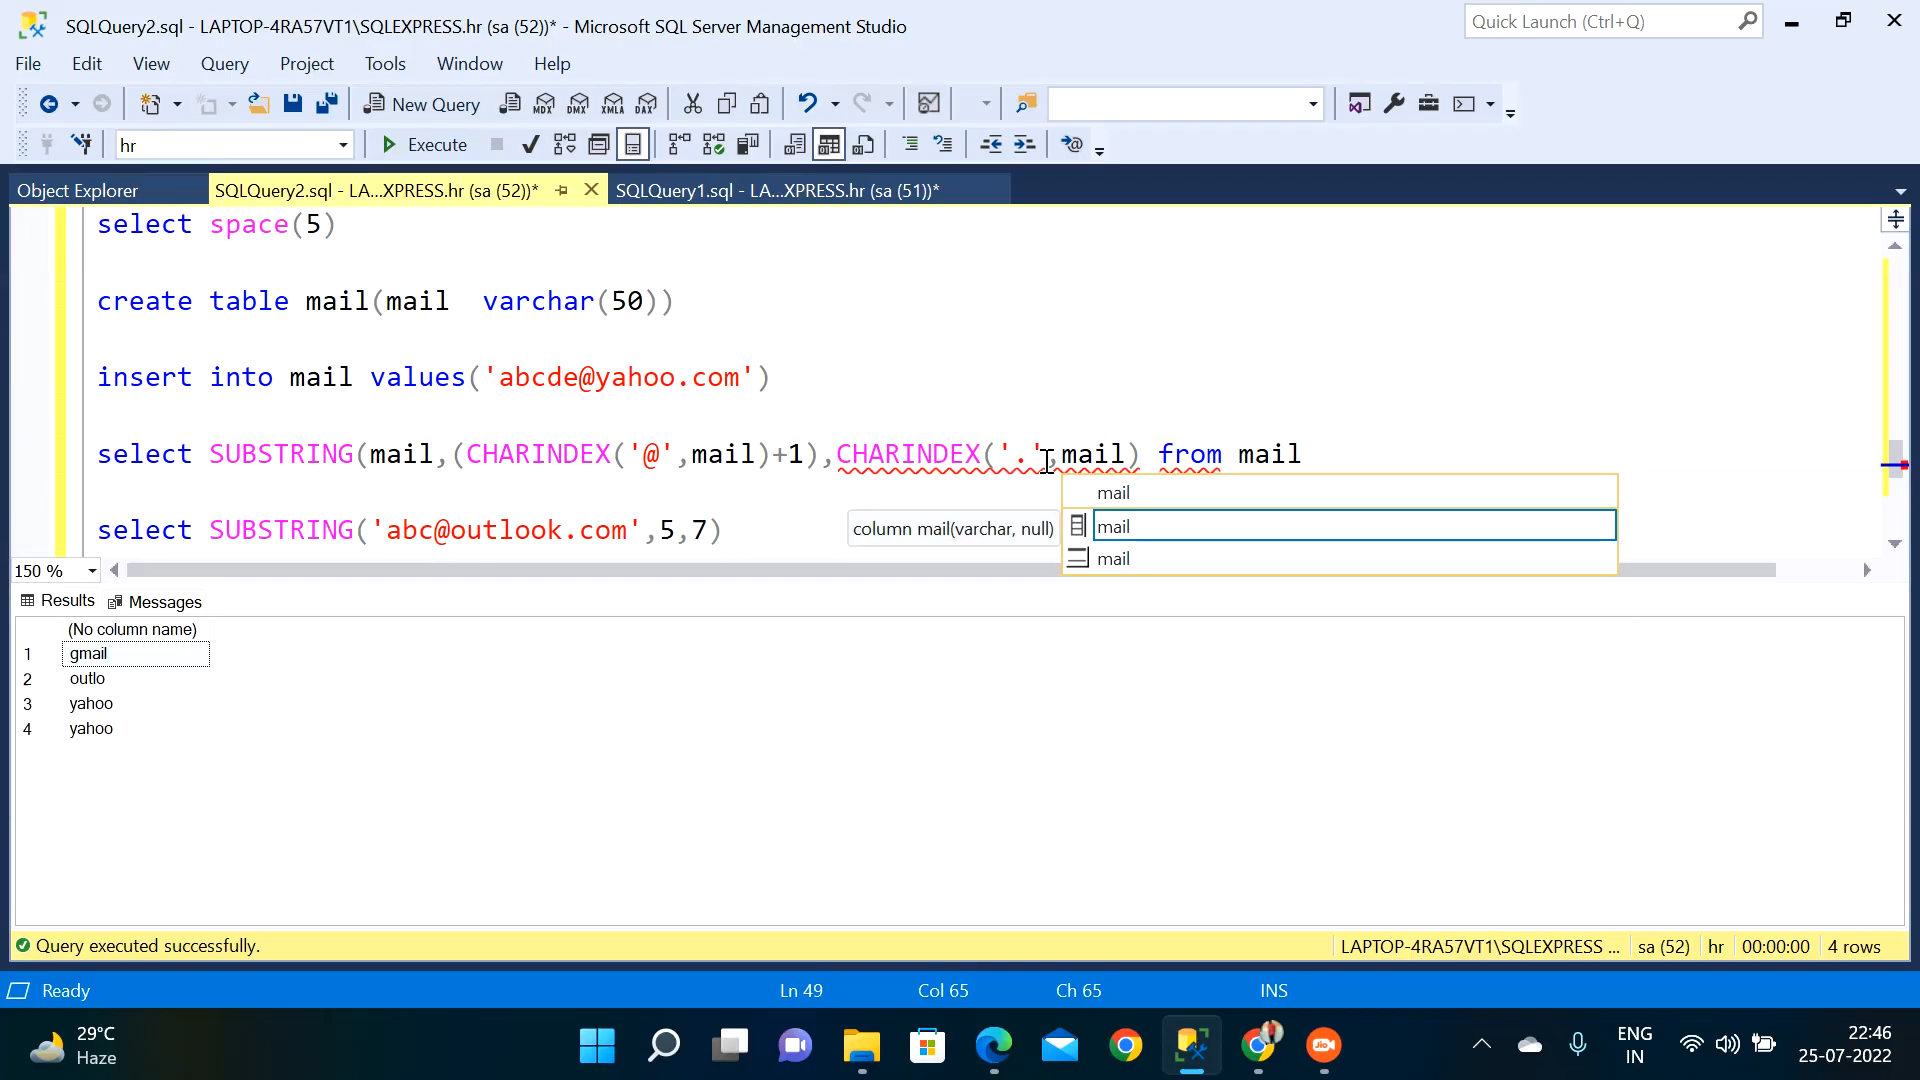 SQLQuery2.sql - LAPTOP-4RA57VT1\SQLEXPRESS.hr (sa (52))* - Microsoft SQL Server Management Studio
Quick Launch (Ctrl+Q)
File Edit View Query Project Tools Window Help
New Query MDX DMX XMLA DAX
hr Execute
Object Explorer SQLQuery2.sql - LA...XPRESS.hr (sa (52))* SQLQuery1.sql - LA...XPRESS.hr (sa (51))*
select space(5)
create table mail(mail  varchar(50))
insert into mail values('abcde@yahoo.com')
select SUBSTRING(mail,(CHARINDEX('@',mail)+1),CHARINDEX('.',mail) from mail
mail
select SUBSTRING('abc@outlook.com',5,7) column mail(varchar, null) mail
mail
150 %
Results Messages
(No column name)
1 gmail
2 outlo
3 yahoo
4 yahoo
Query executed successfully. LAPTOP-4RA57VT1\SQLEXPRESS ... sa (52) hr 00:00:00 4 rows
Ready Ln 49 Col 65 Ch 65 INS
29°C
Haze
ENG
IN
22:46
25-07-2022
Jio